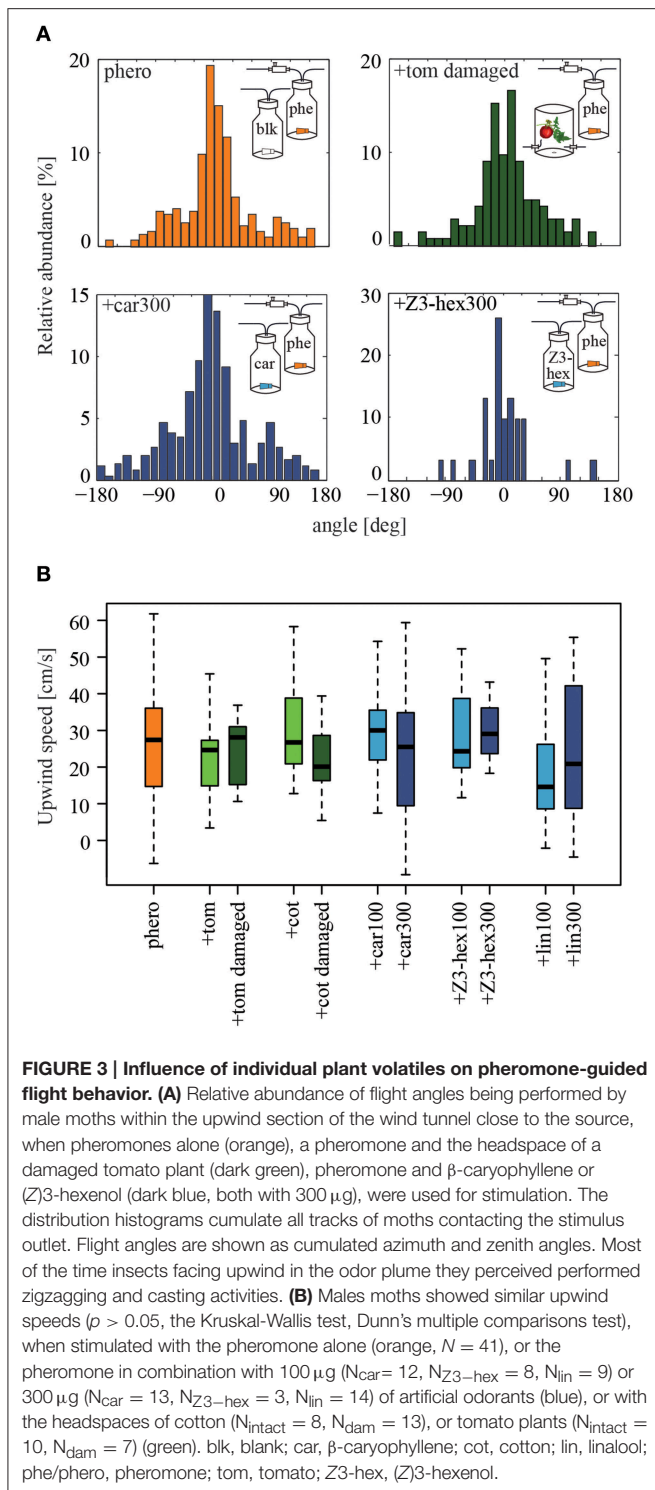 A
20
10
0
Relative abundance [%]
phero
blk
phe
+tom damaged
phe
20
10
0
15
10
5
0
+car300
car
phe
-180
-90
0
90
180
30
20
10
0
+Z3-hex300
Z3-
hex
phe
−180
−90
0
90
180
angle [deg]
B
Upwind speed [cm/s]
60
50
40
30
20
10
0
phero
+tom
+tom damaged
+cot
+cot damaged
+car100
+car300
+Z3-hex100
+Z3-hex300
+lin100
+lin300
FIGURE 3 | Influence of individual plant volatiles on pheromone-guided
flight behavior. (A) Relative abundance of flight angles being performed by
male moths within the upwind section of the wind tunnel close to the source,
when pheromones alone (orange), a pheromone and the headspace of a
damaged tomato plant (dark green), pheromone and β-caryophyllene or
(Z)3-hexenol (dark blue, both with 300 µg), were used for stimulation. The
distribution histograms cumulate all tracks of moths contacting the stimulus
outlet. Flight angles are shown as cumulated azimuth and zenith angles. Most
of the time insects facing upwind in the odor plume they perceived performed
zigzagging and casting activities. (B) Males moths showed similar upwind
speeds (p > 0.05, the Kruskal-Wallis test, Dunn's multiple comparisons test),
when stimulated with the pheromone alone (orange, N = 41), or the
pheromone in combination with 100 µg (Ncar= 12, NZ3−hex = 8, Nlin = 9) or
300 µg (Ncar = 13, NZ3−hex = 3, Nlin = 14) of artificial odorants (blue), or with
the headspaces of cotton (Nintact = 8, Ndam = 13), or tomato plants (Nintact =
10, Ndam = 7) (green). blk, blank; car, β-caryophyllene; cot, cotton; lin, linalool;
phe/phero, pheromone; tom, tomato; Z3-hex, (Z)3-hexenol.